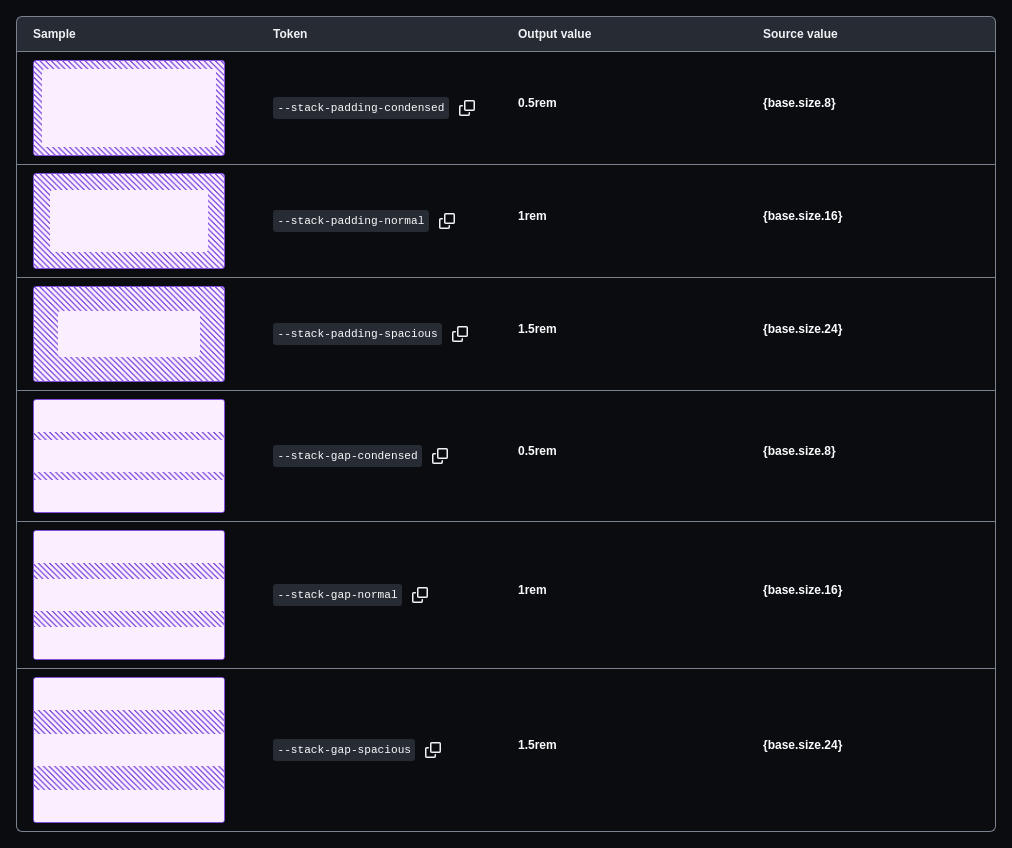 Sample Token Output value Source value
--stack-padding-condensed 0.5rem {base.size.8}
--stack-padding-normal 1rem {base.size.16}
--stack-padding-spacious 1.5rem {base.size.24}
--stack-gap-condensed 0.5rem {base.size.8}
--stack-gap-normal 1rem {base.size.16}
--stack-gap-spacious 1.5rem {base.size.24}